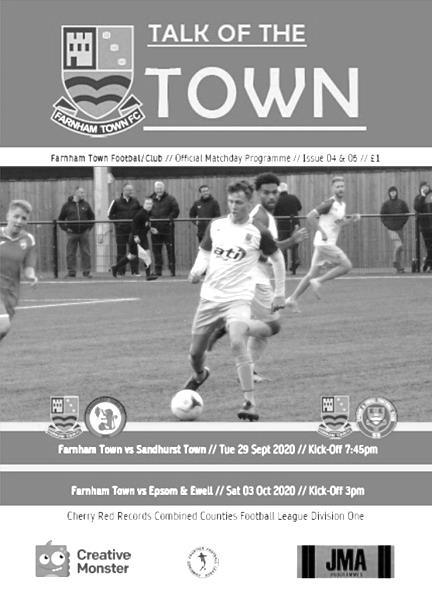 TALK OF THE
TOWN
FARNHAM TOWN FC
Farnham Town Football Club // Official Matchday Programme // Issue 04 & 05 // £1
ati
Farnham Town vs Sandhurst Town // Tue 29 Sept 2020 // Kick-Off 7:45pm
Farnham Town vs Epsom & Ewell // Sat 03 Oct 2020 // Kick-Off 3pm
Cherry Red Records Combined Counties Football League Division One
Creative
Monster
JMA
PROGRAMMES